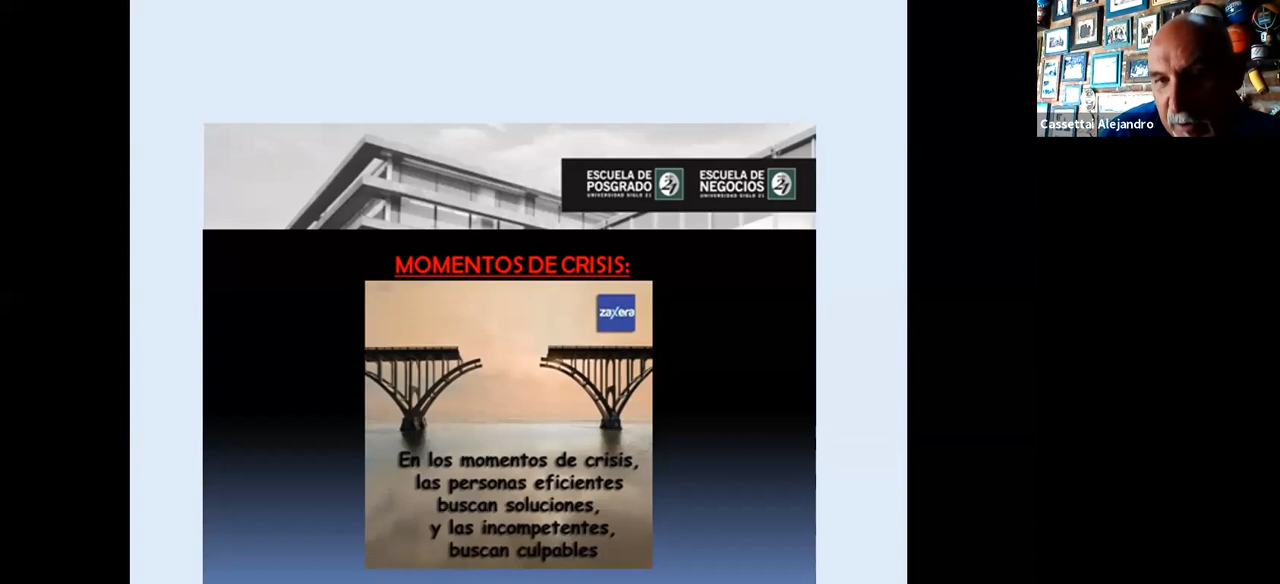 Cassettai Alejandro
ESCUELA DE
POSGRADO
UNIVERSIDAD SIGLO 21
ESCUELA DE
NEGOCIOS
UNIVERSIDAD SIGLO 21
MOMENTOS DE CRISIS:
zaxera
En los momentos de crisis,
las personas eficientes
buscan soluciones,
y las incompetentes,
buscan culpables